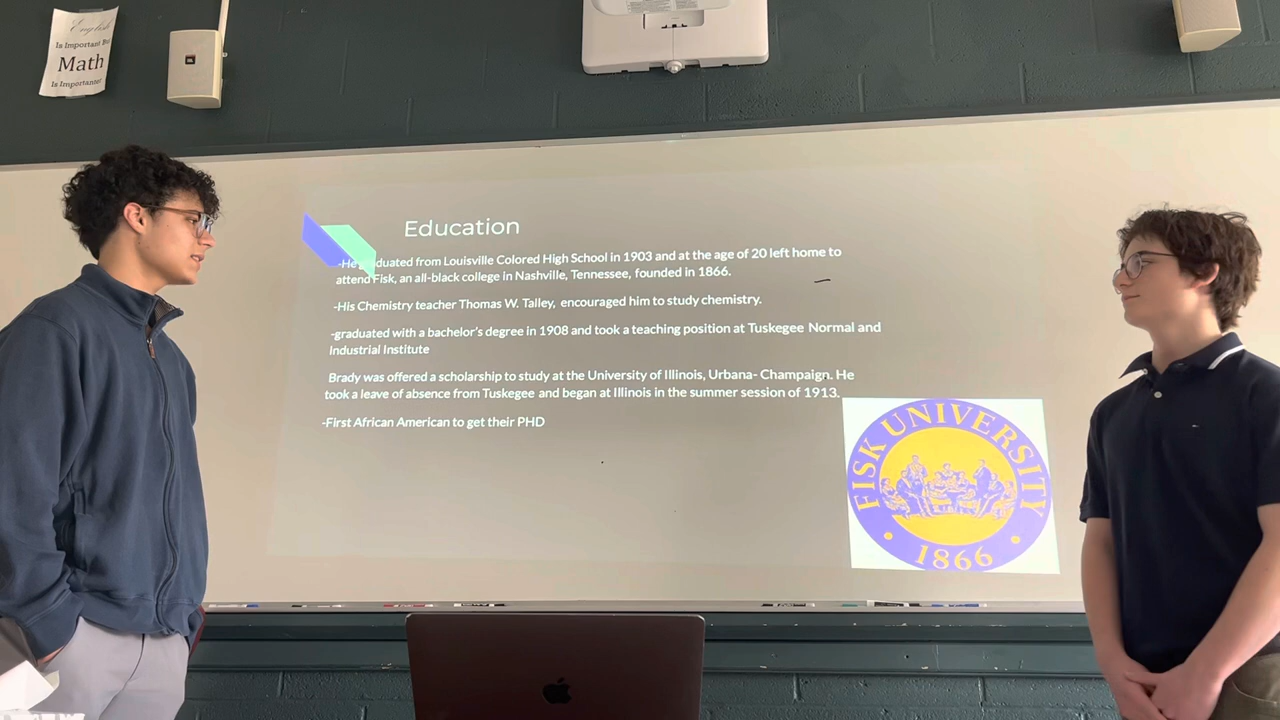 English
Is Important But
Math
Is Importanter
JBL
Education
-He graduated from Louisville Colored High School in 1903 and at the age of 20 left home to
attend Fisk, an all-black college in Nashville, Tennessee, founded in 1866.
-His Chemistry teacher Thomas W. Talley, encouraged him to study chemistry.
-graduated with a bachelor's degree in 1908 and took a teaching position at Tuskegee Normal and
Industrial Institute
Brady was offered a scholarship to study at the University of Illinois, Urbana- Champaign. He
took a leave of absence from Tuskegee and began at Illinois in the summer session of 1913.
-First African American to get their PHD
FISK UNIVERSITY
1866